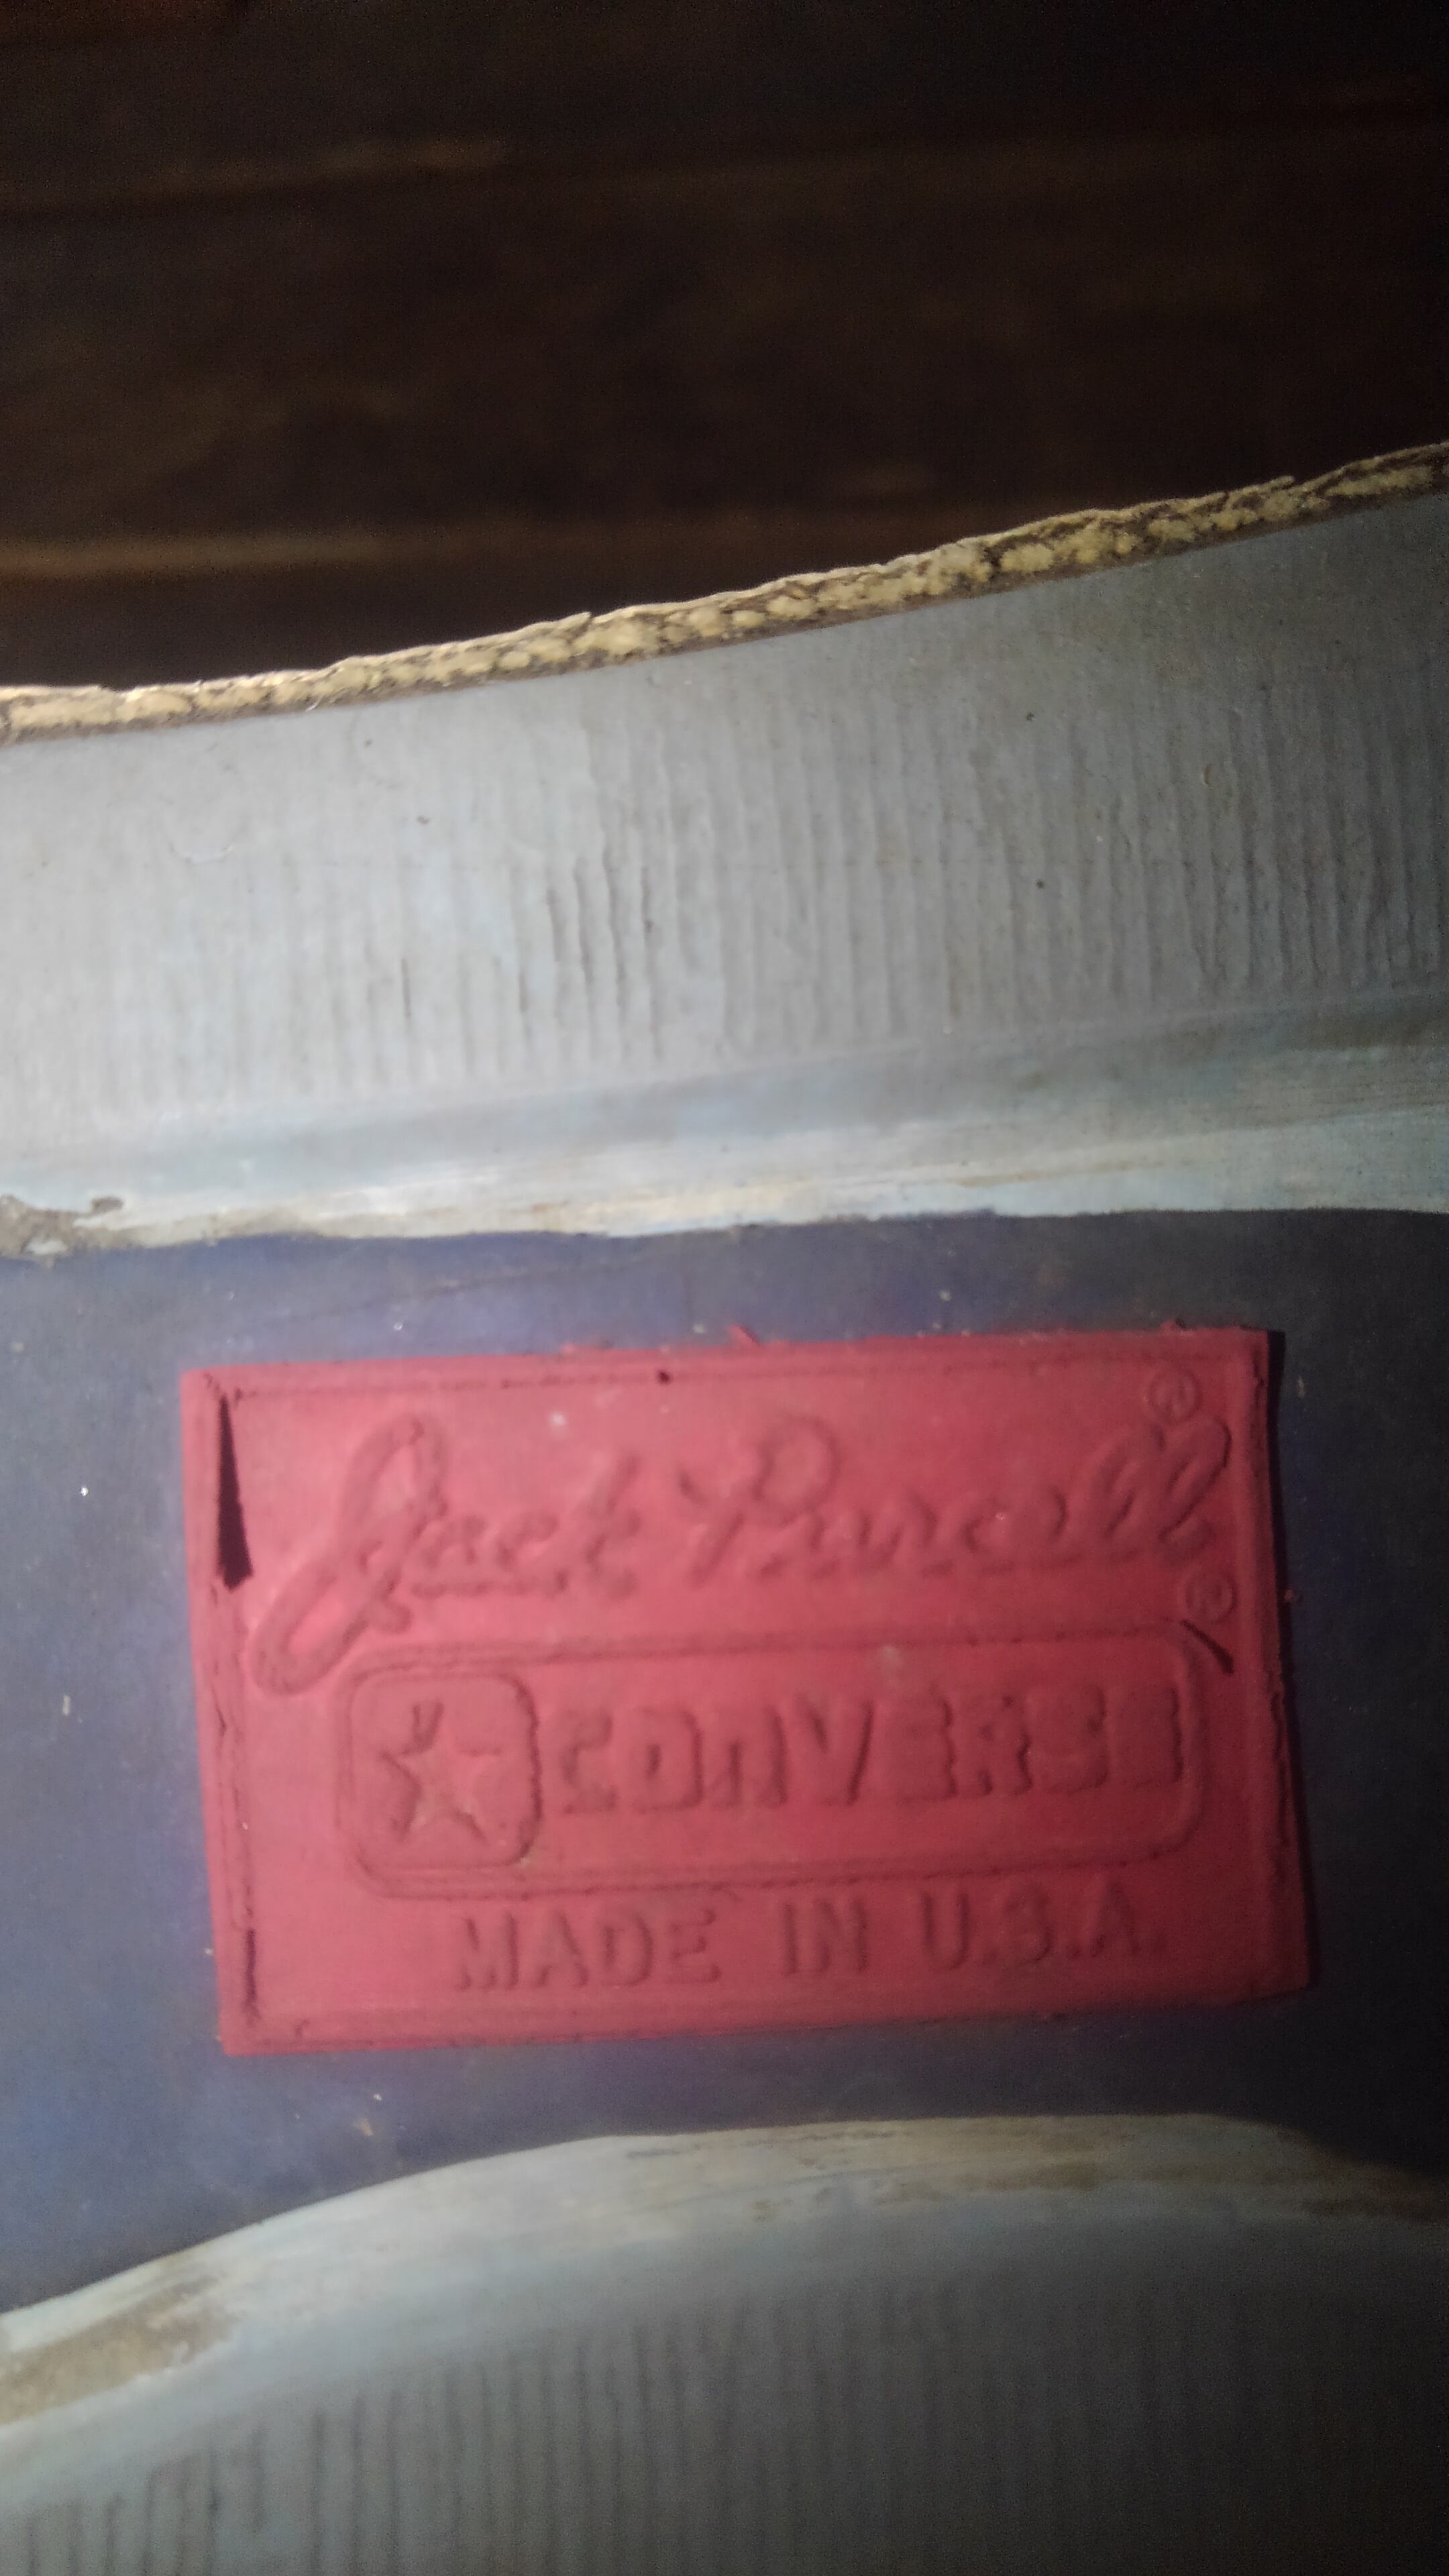 Jack Purcell®
CONVERSE®
MADE IN U.S.A.